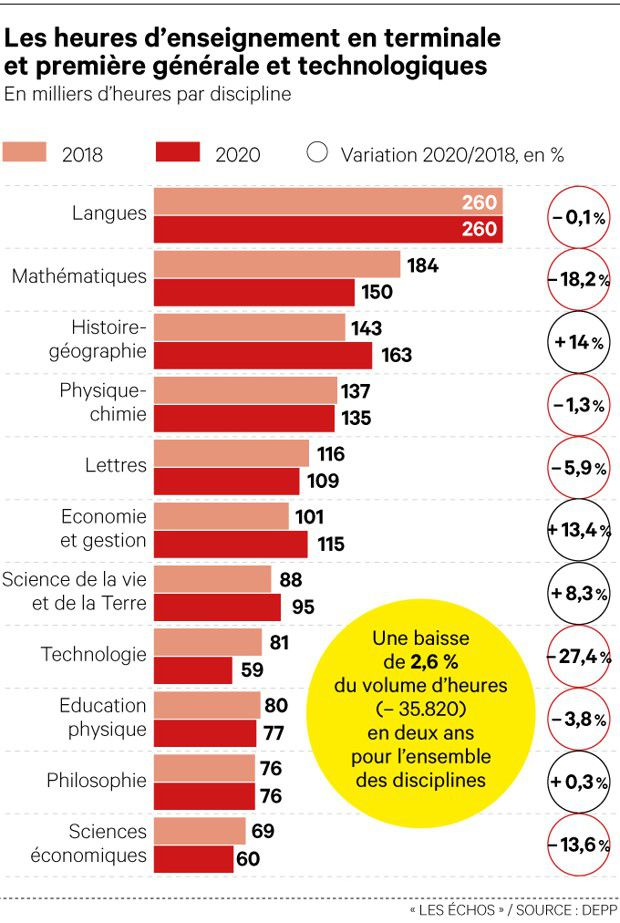 Les heures d’enseignement en terminale
et première générale et technologiques
En milliers d’heures par discipline
2018
2020
Variation 2020/2018, en %
Langues
260
260
– 0,1 %
Mathématiques
184
150
– 18,2 %
Histoire-
géographie
143
163
+ 14 %
Physique-
chimie
137
135
– 1,3 %
Lettres
116
109
– 5,9 %
Economie
et gestion
101
115
+ 13,4 %
Science de la vie
et de la Terre
88
95
+ 8,3 %
Technologie
81
59
– 27,4 %
Education
physique
80
77
– 3,8 %
Philosophie
76
76
+ 0,3 %
Sciences
économiques
69
60
– 13,6 %
Une baisse
de 2,6 %
du volume d’heures
(– 35.820)
en deux ans
pour l’ensemble
des disciplines
« LES ÉCHOS » / SOURCE : DEPP